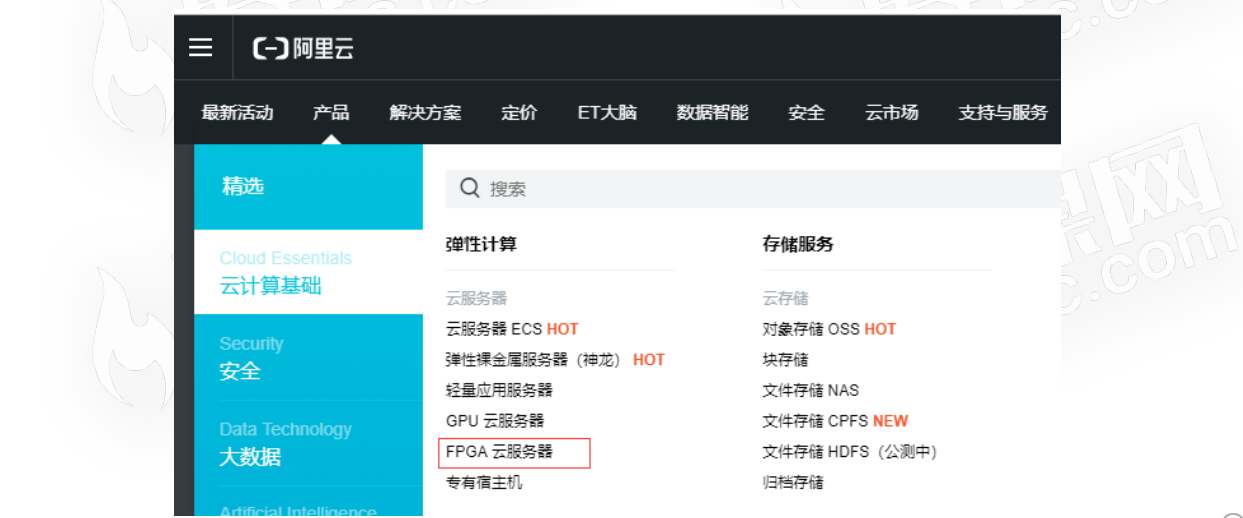 阿里云
最新活动 产品 解决方案 定价 ET大脑 数据智能 安全 云市场 支持与服务
精选
搜索
Cloud Essentials
云计算基础
Security
安全
Data Technology
大数据
Artificial Intelligence
弹性计算
云服务器
云服务器 ECS HOT
弹性裸金属服务器（神龙） HOT
轻量应用服务器
GPU 云服务器
FPGA 云服务器
专有宿主机
存储服务
云存储
对象存储 OSS HOT
块存储
文件存储 NAS
文件存储 CPFS NEW
文件存储 HDFS（公测中）
归档存储